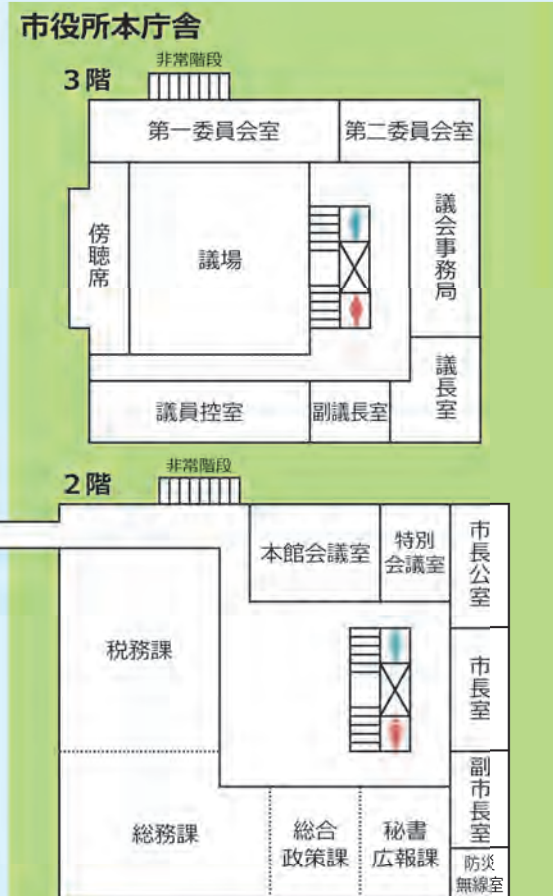 市役所本庁舎
3階
非常階段
第一委員会室
第二委員会室
傍聴席
議場
議会事務局
議長室
議員控室
副議長室
2階
非常階段
本館会議室
特別
会議室
市長公室
税務課
市長室
副市長室
総務課
総合
政策課
秘書
広報課
防災
無線室